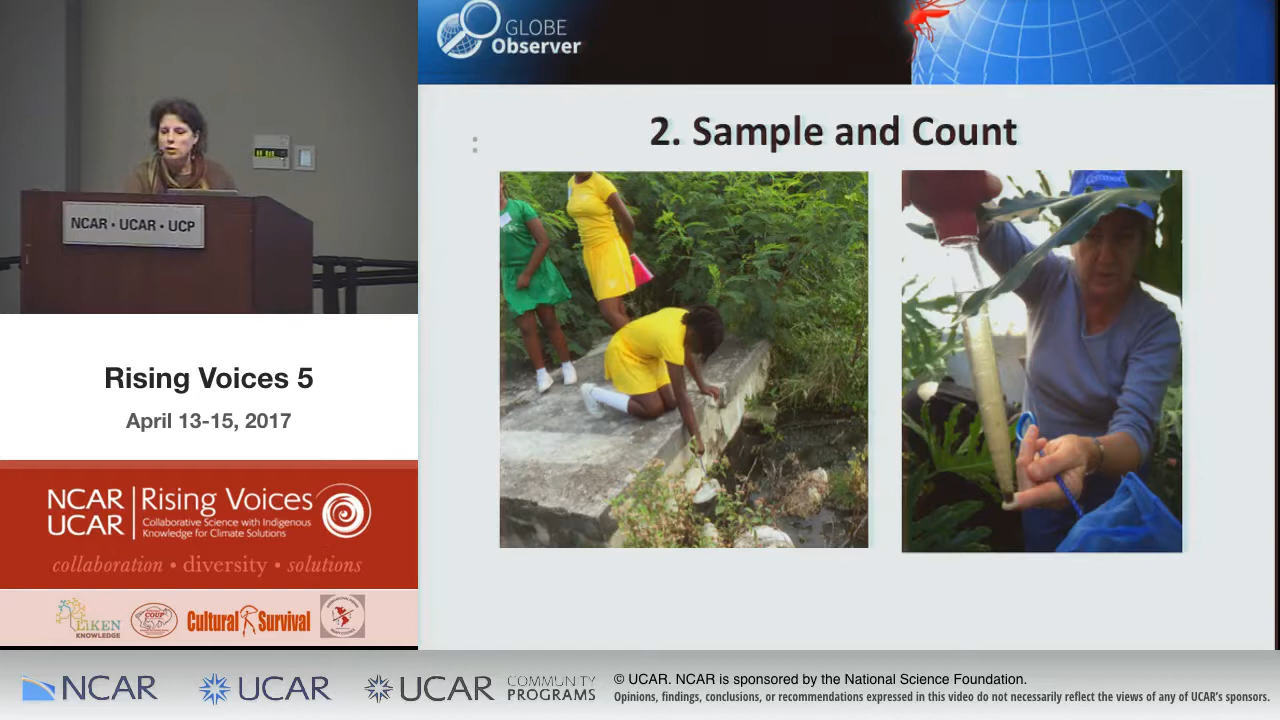 GLOBE
Observer
2. Sample and Count
:
NCAR • UCAR • UCP
Rising Voices 5
April 13-15, 2017
NCAR
UCAR
Rising Voices
Collaborative Science with Indigenous
Knowledge for Climate Solutions
collaboration • diversity • solutions
LiKEN
KNOWLEDGE
COUP
Cultural Survival
NCAR
UCAR
UCAR
COMMUNITY
PROGRAMS
© UCAR. NCAR is sponsored by the National Science Foundation.
Opinions, findings, conclusions, or recommendations expressed in this video do not necessarily reflect the views of any of UCAR's sponsors.